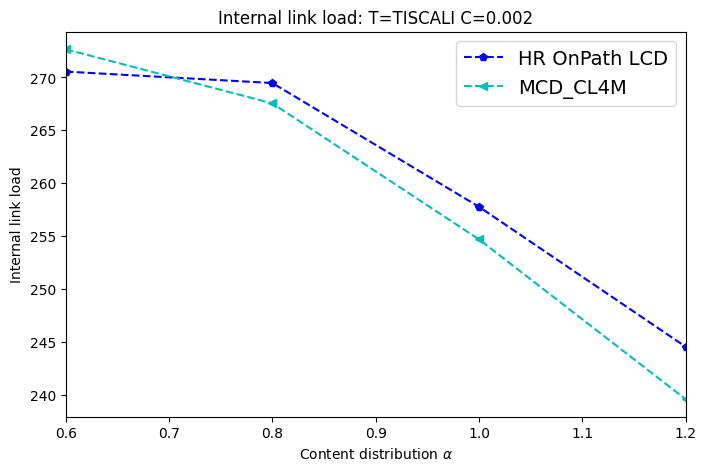 Internal link load: T=TISCALI C=0.002
HR OnPath LCD
MCD_CL4M
Internal link load
270
265
260
255
250
245
240
0.6 0.7 0.8 0.9 1.0 1.1 1.2
Content distribution α